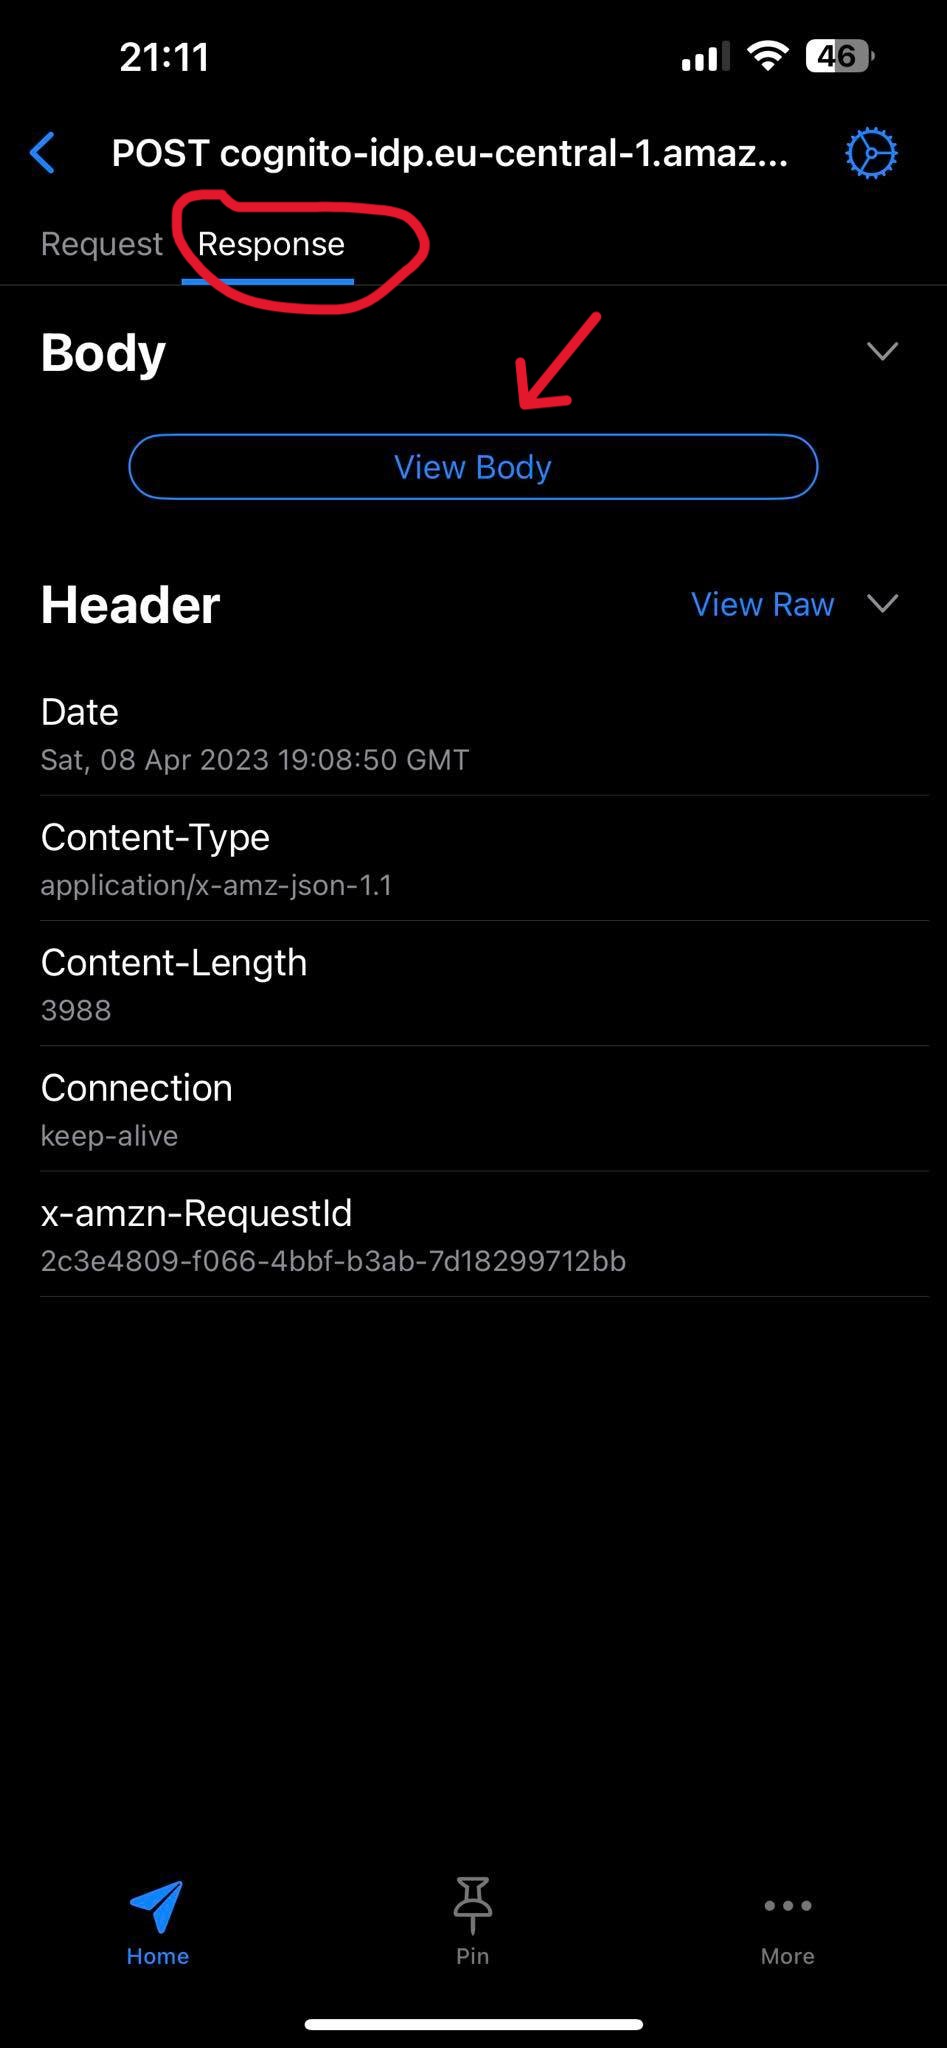 21:11
46
POST cognito-idp.eu-central-1.amaz...
Request Response
Body
View Body
Header View Raw
Date
Sat, 08 Apr 2023 19:08:50 GMT
Content-Type
application/x-amz-json-1.1
Content-Length
3988
Connection
keep-alive
x-amzn-RequestId
2c3e4809-f066-4bbf-b3ab-7d18299712bb
Home Pin More